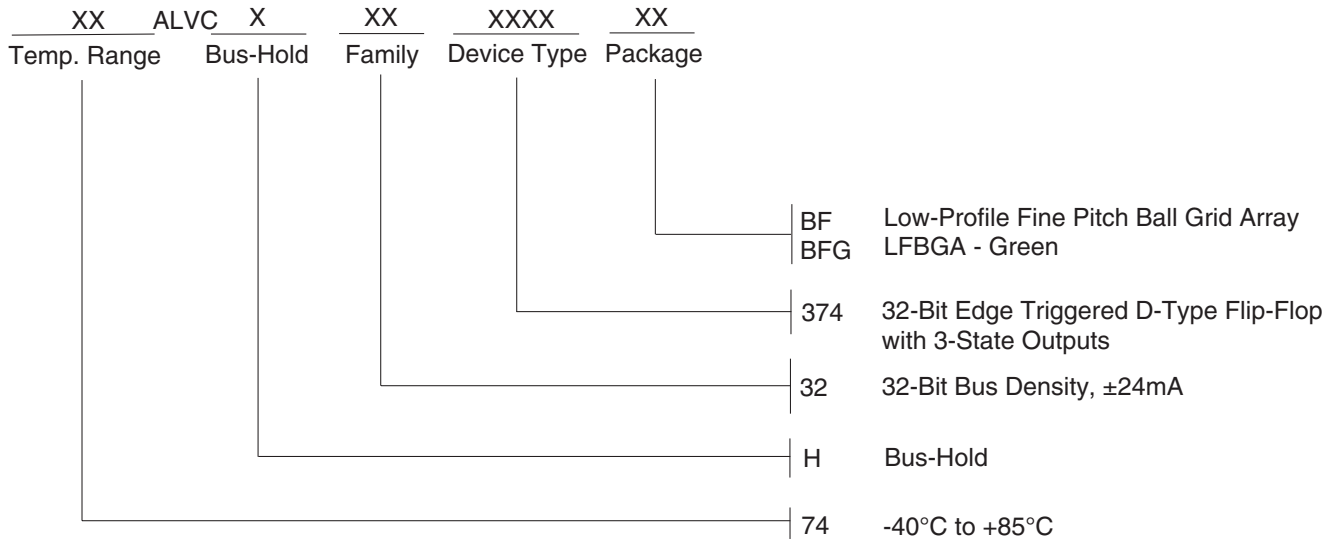 XX ALVC X XX XXXX XX
Temp. Range Bus-Hold Family Device Type Package
BF Low-Profile Fine Pitch Ball Grid Array
BFG LFBGA - Green
374 32-Bit Edge Triggered D-Type Flip-Flop
with 3-State Outputs
32 32-Bit Bus Density, ±24mA
H Bus-Hold
74 -40°C to +85°C